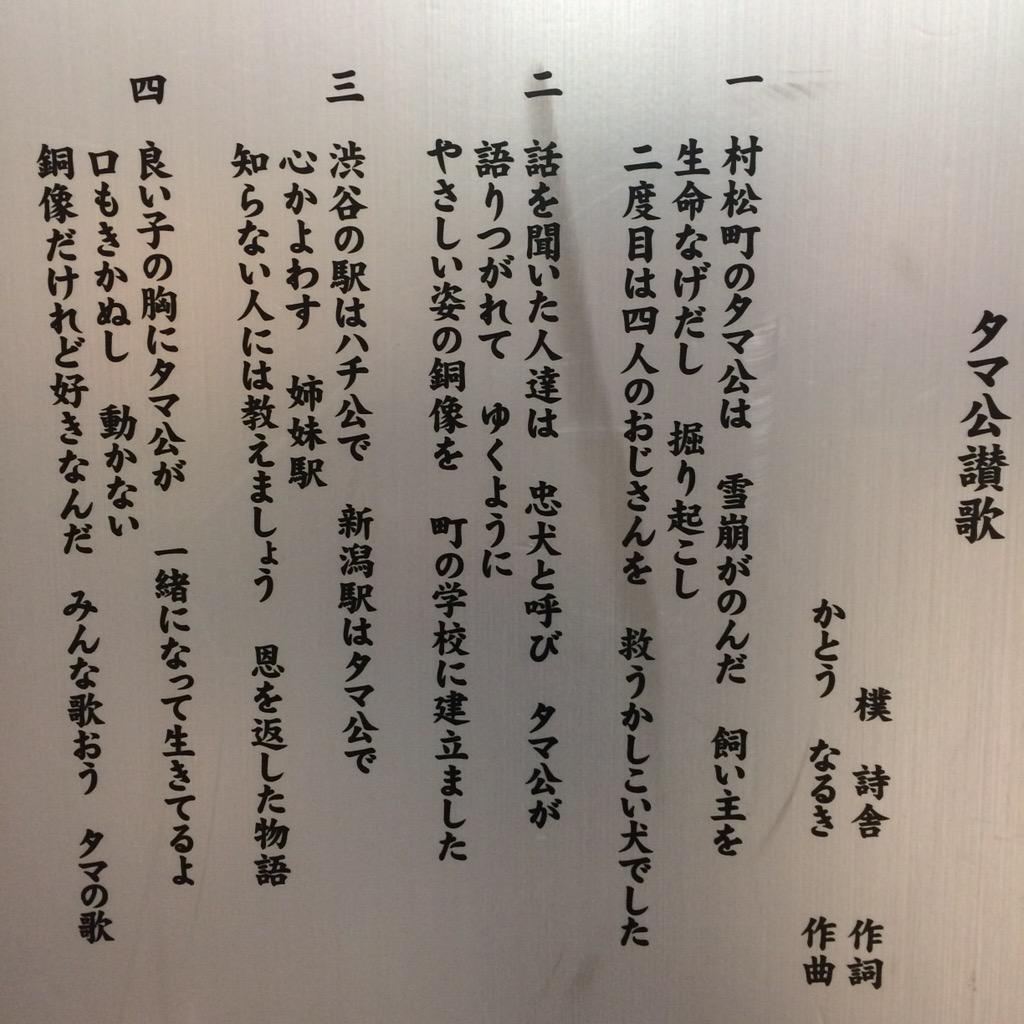 タマ公讃歌
樸 詩舎 作詞
かとう なるき 作曲
一 村松町のタマ公は 雪崩がのんだ 飼い主を
生命なげだし 掘り起こし
二度目は四人のおじさんを 救うかしこい犬でした
二 話を聞いた人達は 忠犬と呼び タマ公が
語りつがれて ゆくように
やさしい姿の銅像を 町の学校に建立ました
三 渋谷の駅はハチ公で 新潟駅はタマ公で
心かよわす 姉妹駅
知らない人には教えましょう 恩を返した物語
四 良い子の胸にタマ公が 一緒になって生きてるよ
口もきかぬし 動かない
銅像だけれど好きなんだ みんな歌おう タマの歌